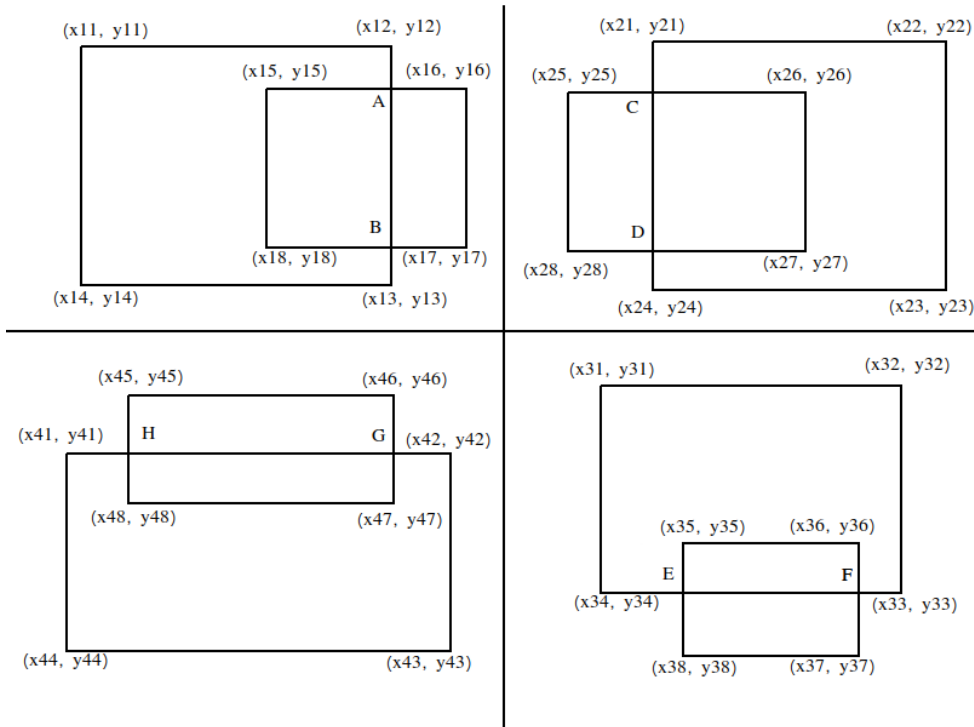 (x11, y11) (x12, y12)
(x15, y15) (x16, y16)
A
B
(x18, y18) (x17, y17)
(x14, y14) (x13, y13)
(x21, y21) (x22, y22)
(x25, y25) (x26, y26)
C
D
(x28, y28) (x27, y27)
(x24, y24) (x23, y23)
(x45, y45) (x46, y46)
(x41, y41) H G (x42, y42)
(x48, y48) (x47, y47)
(x44, y44) (x43, y43)
(x31, y31) (x32, y32)
(x35, y35) (x36, y36)
E F
(x34, y34) (x33, y33)
(x38, y38) (x37, y37)